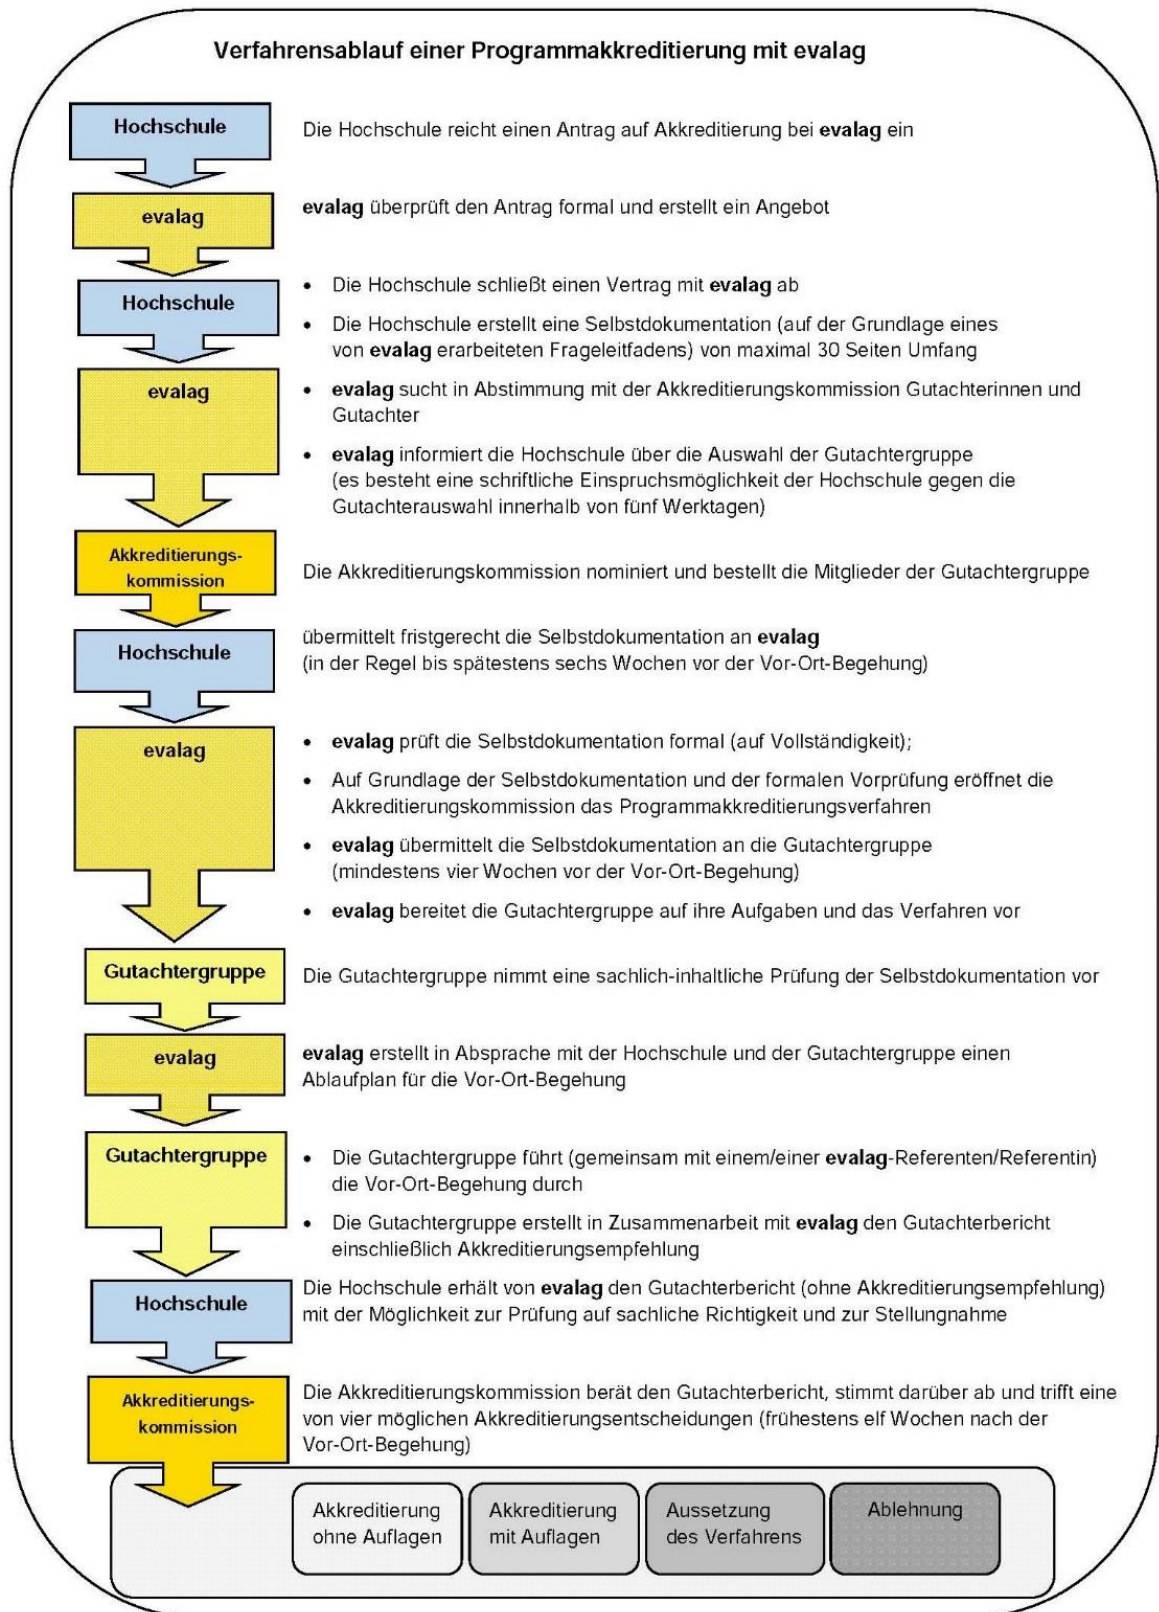 Verfahrensablauf einer Programmakkreditierung mit evalag
Hochschule
Die Hochschule reicht einen Antrag auf Akkreditierung bei evalag ein
evalag
evalag überprüft den Antrag formal und erstellt ein Angebot
Hochschule
• Die Hochschule schließt einen Vertrag mit evalag ab
• Die Hochschule erstellt eine Selbstdokumentation (auf der Grundlage eines
von evalag erarbeiteten Frageleitfadens) von maximal 30 Seiten Umfang
evalag
• evalag sucht in Abstimmung mit der Akkreditierungskommission Gutachterinnen und
Gutachter
• evalag informiert die Hochschule über die Auswahl der Gutachtergruppe
(es besteht eine schriftliche Einspruchsmöglichkeit der Hochschule gegen die
Gutachterauswahl innerhalb von fünf Werktagen)
Akkreditierungs-
kommission
Die Akkreditierungskommission nominiert und bestellt die Mitglieder der Gutachtergruppe
Hochschule
übermittelt fristgerecht die Selbstdokumentation an evalag
(in der Regel bis spätestens sechs Wochen vor der Vor-Ort-Begehung)
evalag
• evalag prüft die Selbstdokumentation formal (auf Vollständigkeit);
• Auf Grundlage der Selbstdokumentation und der formalen Vorprüfung eröffnet die
Akkreditierungskommission das Programmakkreditierungsverfahren
• evalag übermittelt die Selbstdokumentation an die Gutachtergruppe
(mindestens vier Wochen vor der Vor-Ort-Begehung)
• evalag bereitet die Gutachtergruppe auf ihre Aufgaben und das Verfahren vor
Gutachtergruppe
Die Gutachtergruppe nimmt eine sachlich-inhaltliche Prüfung der Selbstdokumentation vor
evalag
evalag erstellt in Absprache mit der Hochschule und der Gutachtergruppe einen
Ablaufplan für die Vor-Ort-Begehung
Gutachtergruppe
• Die Gutachtergruppe führt (gemeinsam mit einem/einer evalag-Referenten/Referentin)
die Vor-Ort-Begehung durch
• Die Gutachtergruppe erstellt in Zusammenarbeit mit evalag den Gutachterbericht
einschließlich Akkreditierungsempfehlung
Hochschule
Die Hochschule erhält von evalag den Gutachterbericht (ohne Akkreditierungsempfehlung)
mit der Möglichkeit zur Prüfung auf sachliche Richtigkeit und zur Stellungnahme
Akkreditierungs-
kommission
Die Akkreditierungskommission berät den Gutachterbericht, stimmt darüber ab und trifft eine
von vier möglichen Akkreditierungsentscheidungen (frühestens elf Wochen nach der
Vor-Ort-Begehung)
Akkreditierung
ohne Auflagen
Akkreditierung
mit Auflagen
Aussetzung
des Verfahrens
Ablehnung